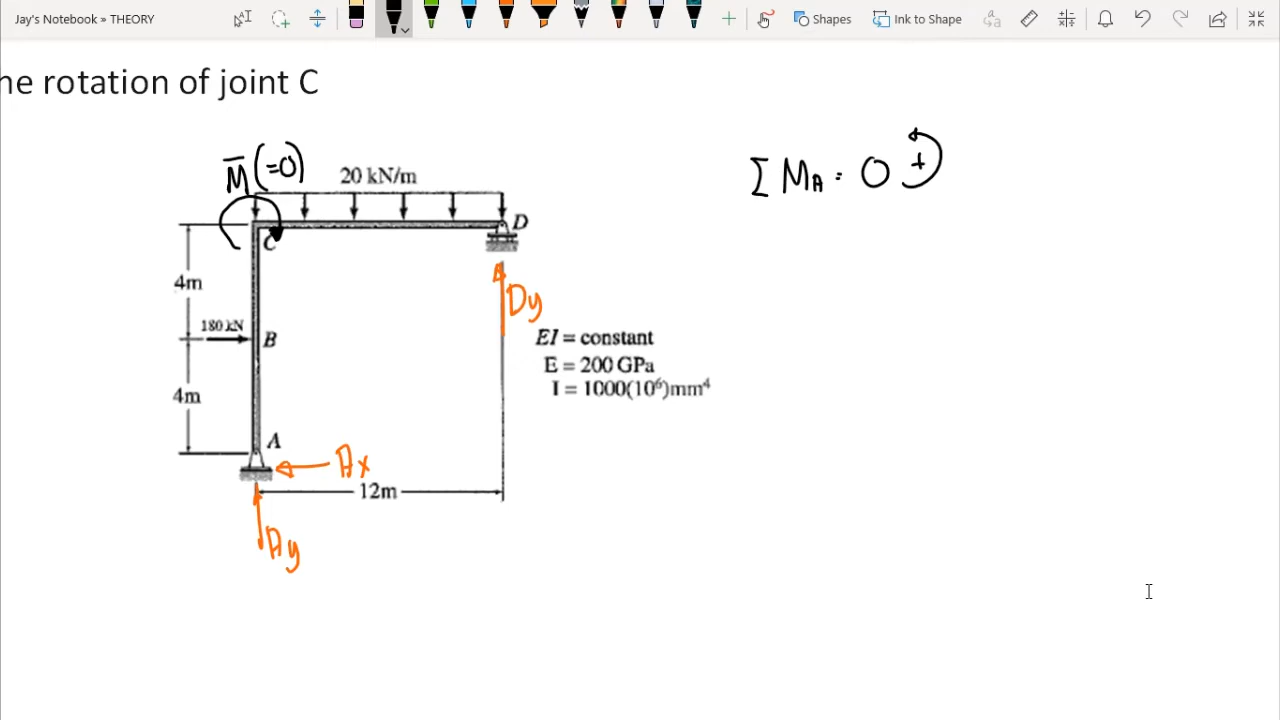 Jay's Notebook » THEORY
Shapes
Ink to Shape
he rotation of joint C
M̄ (=0)
20 kN/m
Σ MA = 0 +
C
D
4m
Dy
180 kN
B
EI = constant
E = 200 GPa
4m
I = 1000(10⁶)mm⁴
A
Ax
12m
Ay